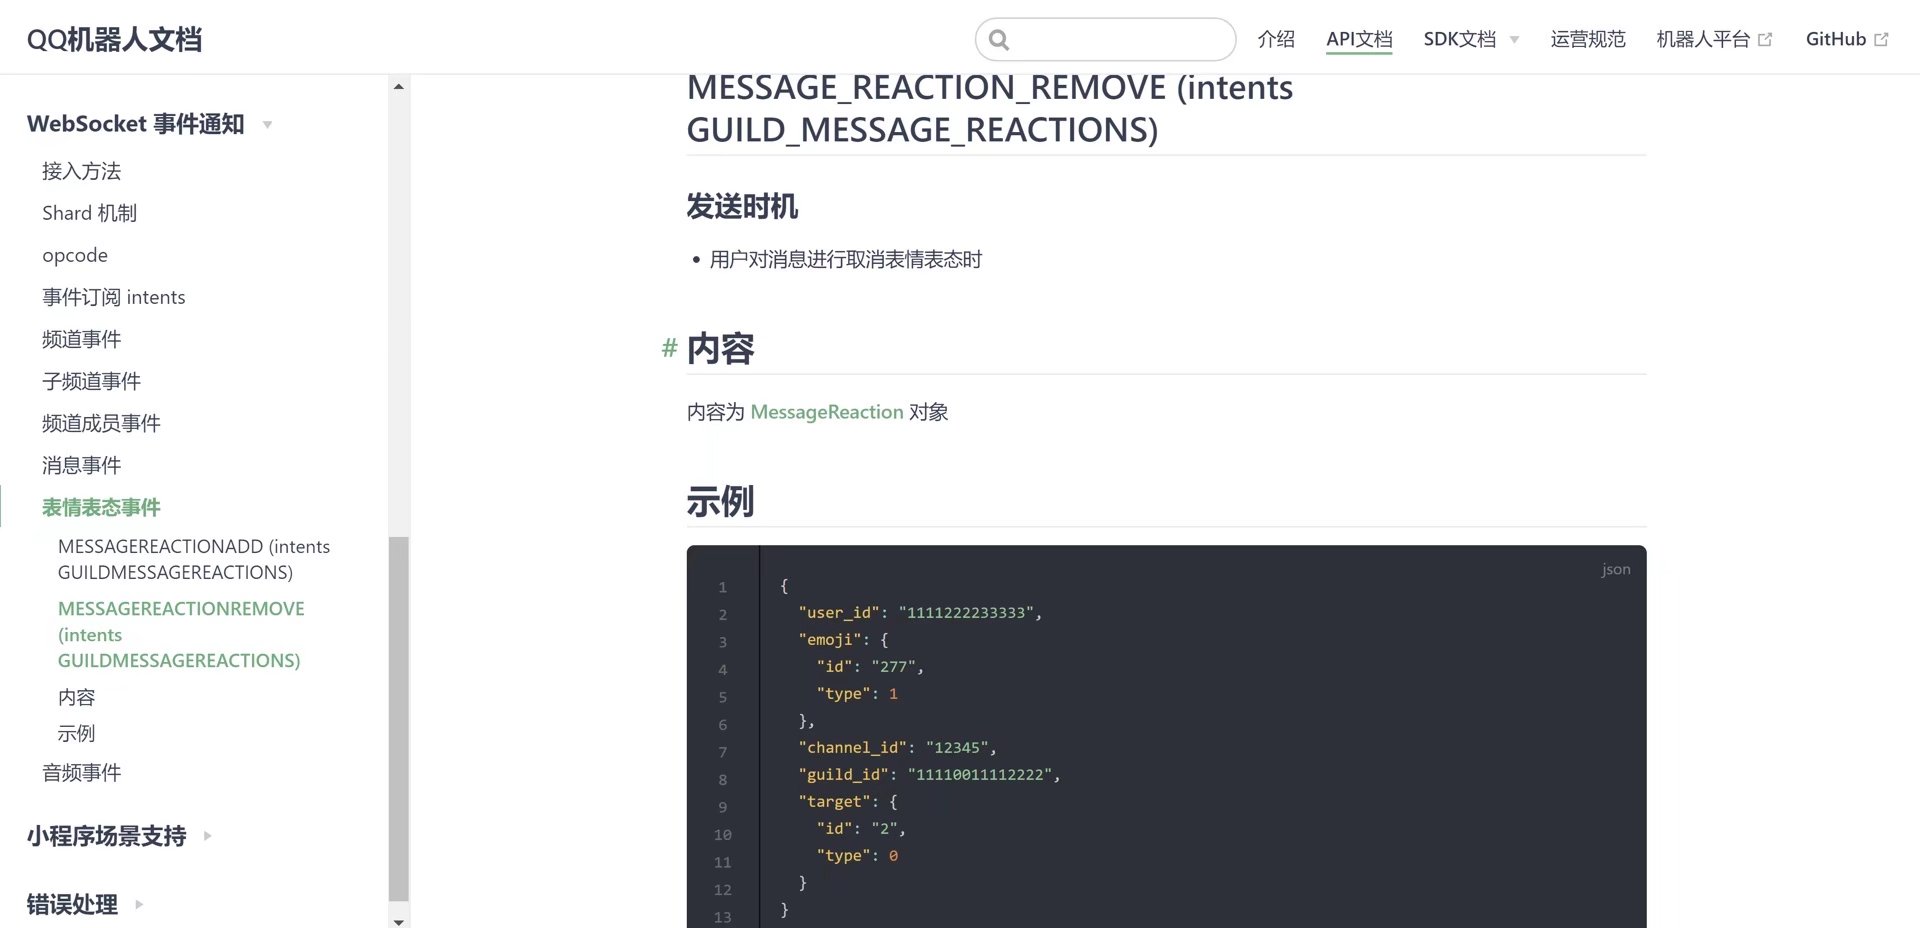 QQ机器人文档
介绍
API文档
SDK文档
运营规范
机器人平台
GitHub
WebSocket 事件通知
接入方法
Shard 机制
opcode
事件订阅 intents
频道事件
子频道事件
频道成员事件
消息事件
表情表态事件
MESSAGEREACTIONADD (intents
GUILDMESSAGEREACTIONS)
MESSAGEREACTIONREMOVE
(intents
GUILDMESSAGEREACTIONS)
内容
示例
音频事件
小程序场景支持
错误处理
MESSAGE_REACTION_REMOVE (intents
GUILD_MESSAGE_REACTIONS)
发送时机
• 用户对消息进行取消表情表态时
# 内容
内容为 MessageReaction 对象
示例
json
1 {
2 "user_id": "1111222233333",
3 "emoji": {
4 "id": "277",
5 "type": 1
6 },
7 "channel_id": "12345",
8 "guild_id": "11110011112222",
9 "target": {
10 "id": "2",
11 "type": 0
12 }
13 }